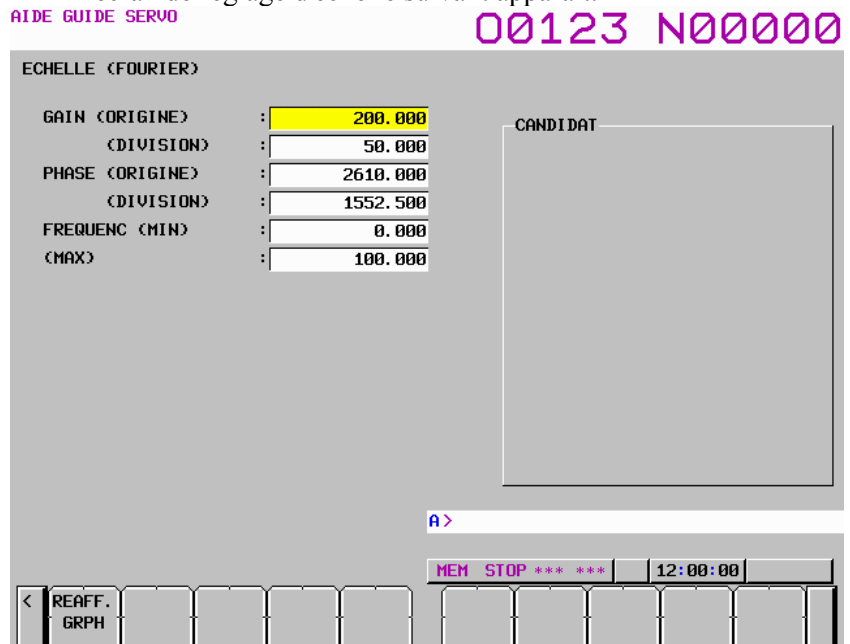 AIDE GUIDE SERVO
O0123 N00000
ECHELLE (FOURIER)
GAIN (ORIGINE) : 200.000
(DIVISION) : 50.000
PHASE (ORIGINE) : 2610.000
(DIVISION) : 1552.500
FREQUENC (MIN) : 0.000
(MAX) : 100.000
CANDIDAT
A>
MEM STOP *** *** 12:00:00
< REAFF.
GRPH